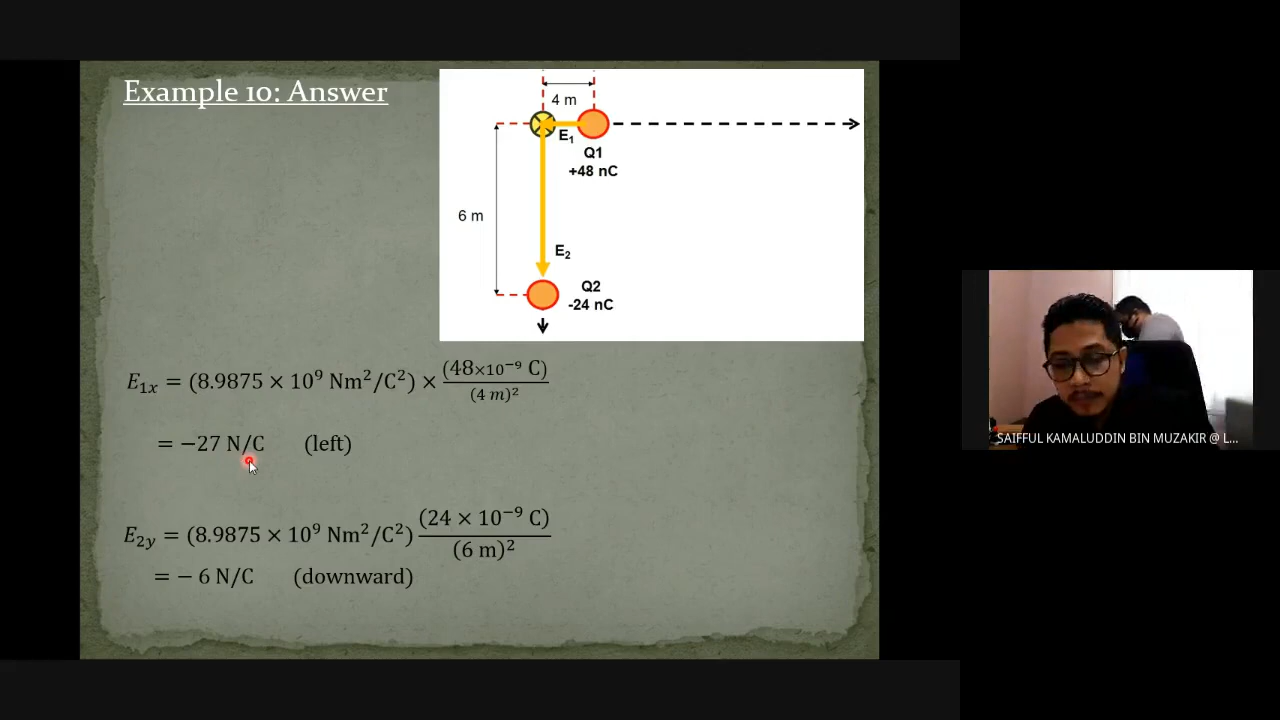 Example 10: Answer
4 m
E₁
Q1
+48 nC
6 m
E₂
Q2
-24 nC
E₁ₓ = (8.9875 × 10⁹ Nm²/C²) × (48×10⁻⁹ C)/(4 m)²
= −27 N/C (left)
E₂y = (8.9875 × 10⁹ Nm²/C²) (24 × 10⁻⁹ C)/(6 m)²
= − 6 N/C (downward)
SAIFFUL KAMALUDDIN BIN MUZAKIR @ L...